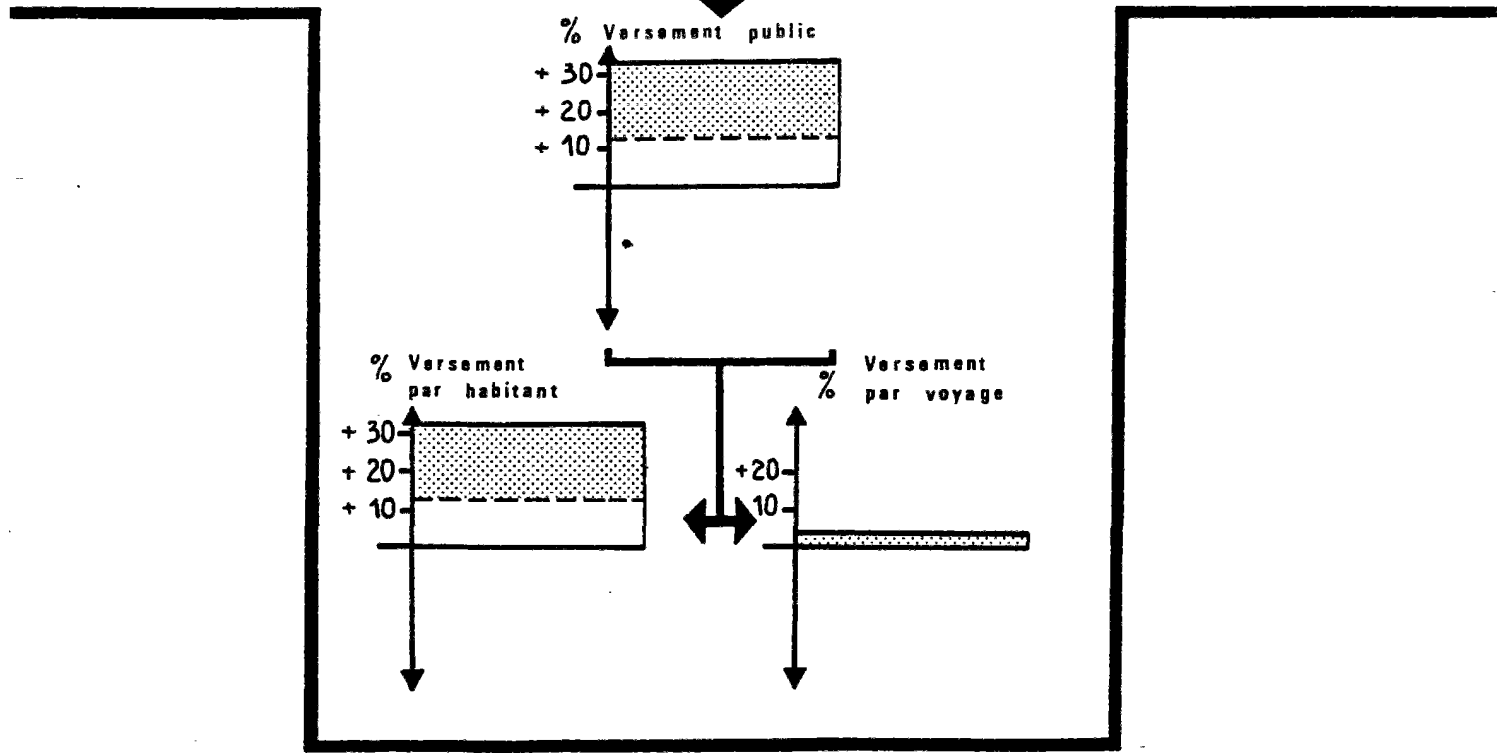 % Versement public
+ 30
+ 20
+ 10
% Versement
par habitant
+ 30
+ 20
+ 10
% Versement
par voyage
+20
10